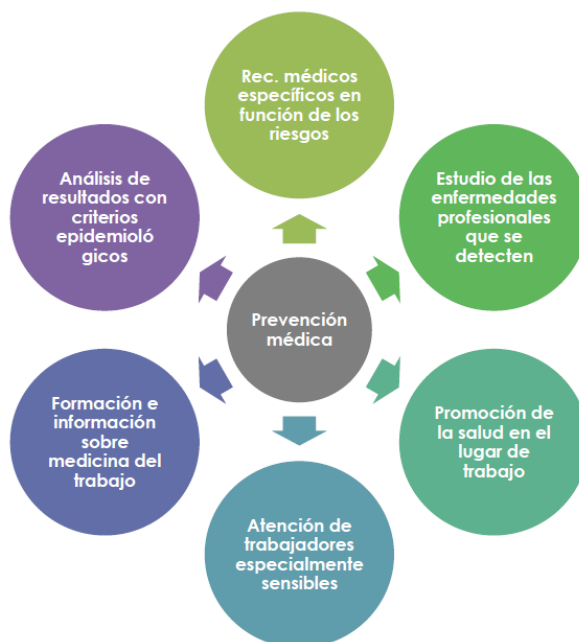 Rec. médicos
específicos en
función de los
riesgos
Estudio de las
enfermedades
profesionales
que se
detecten
Promoción de
la salud en el
lugar de
trabajo
Atención de
trabajadores
especialmente
sensibles
Formación e
información
sobre
medicina del
trabajo
Análisis de
resultados con
criterios
epidemioló
gicos
Prevención
médica